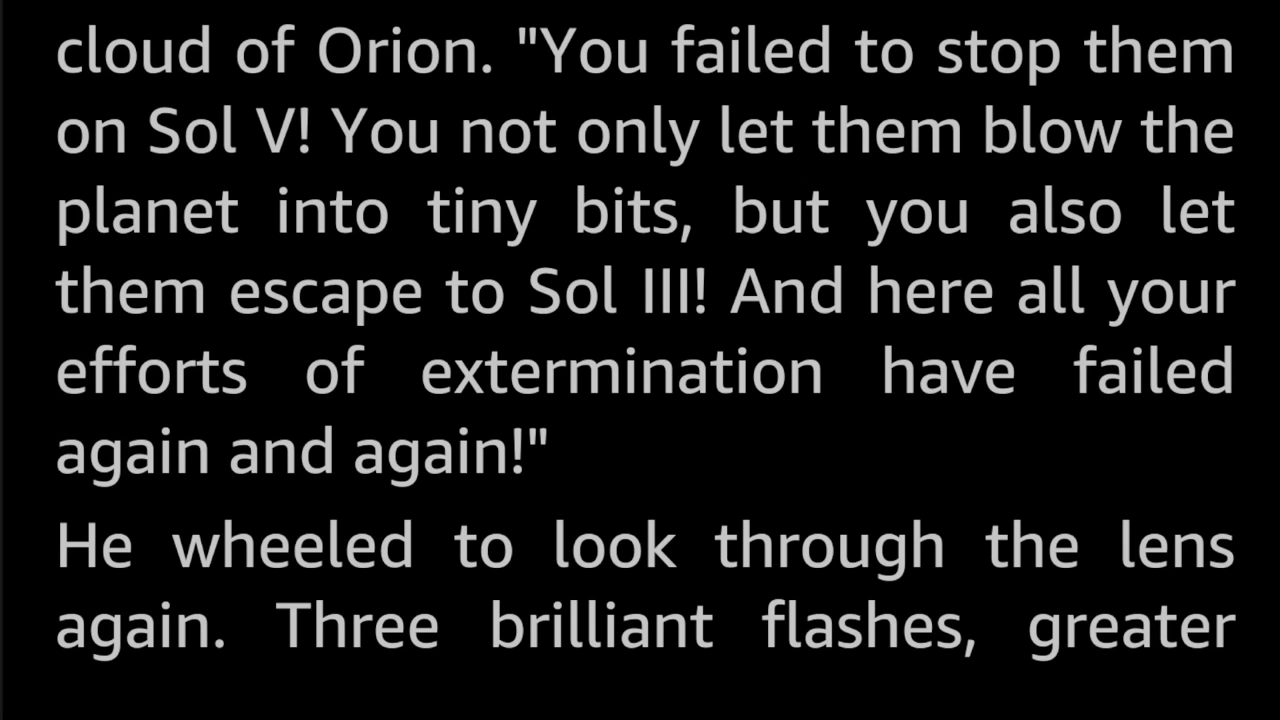 cloud of Orion. "You failed to stop them
on Sol V! You not only let them blow the
planet into tiny bits, but you also let
them escape to Sol III! And here all your
efforts of extermination have failed
again and again!"
He wheeled to look through the lens
again. Three brilliant flashes, greater